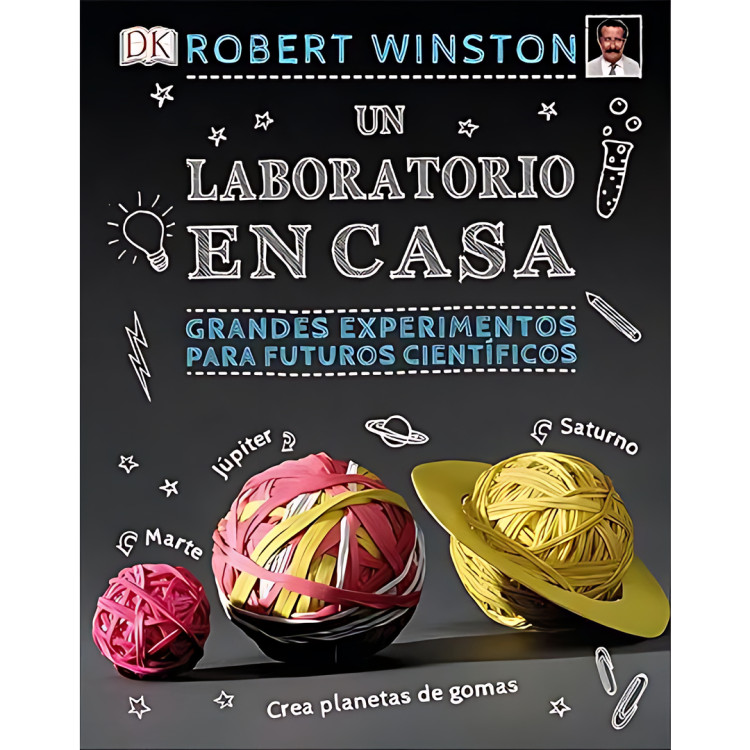 DK ROBERT WINSTON
UN
LABORATORIO
EN CASA
GRANDES EXPERIMENTOS
PARA FUTUROS CIENTÍFICOS
Júpiter
Saturno
Marte
Crea planetas de gomas